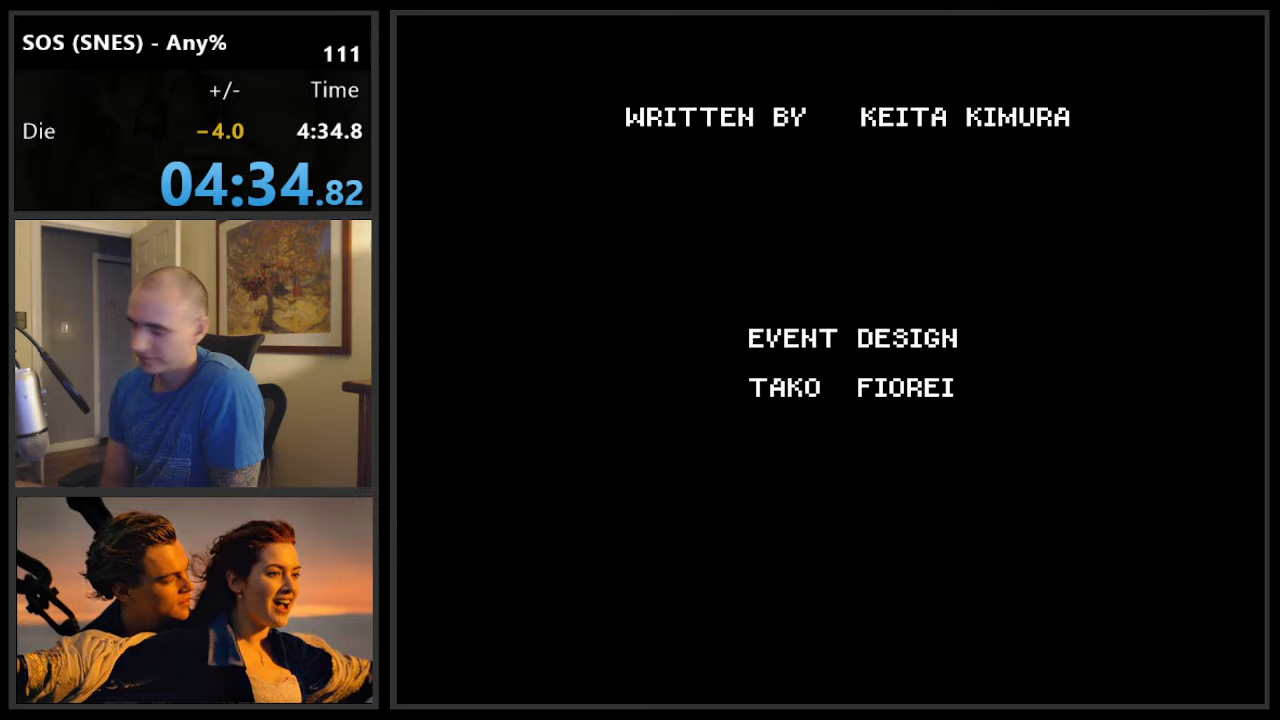 SOS (SNES) - Any%
111
+/- Time
Die −4.0 4:34.8
04:34.82
WRITTEN BY KEITA KIMURA
EVENT DESIGN
TAKO FIOREI